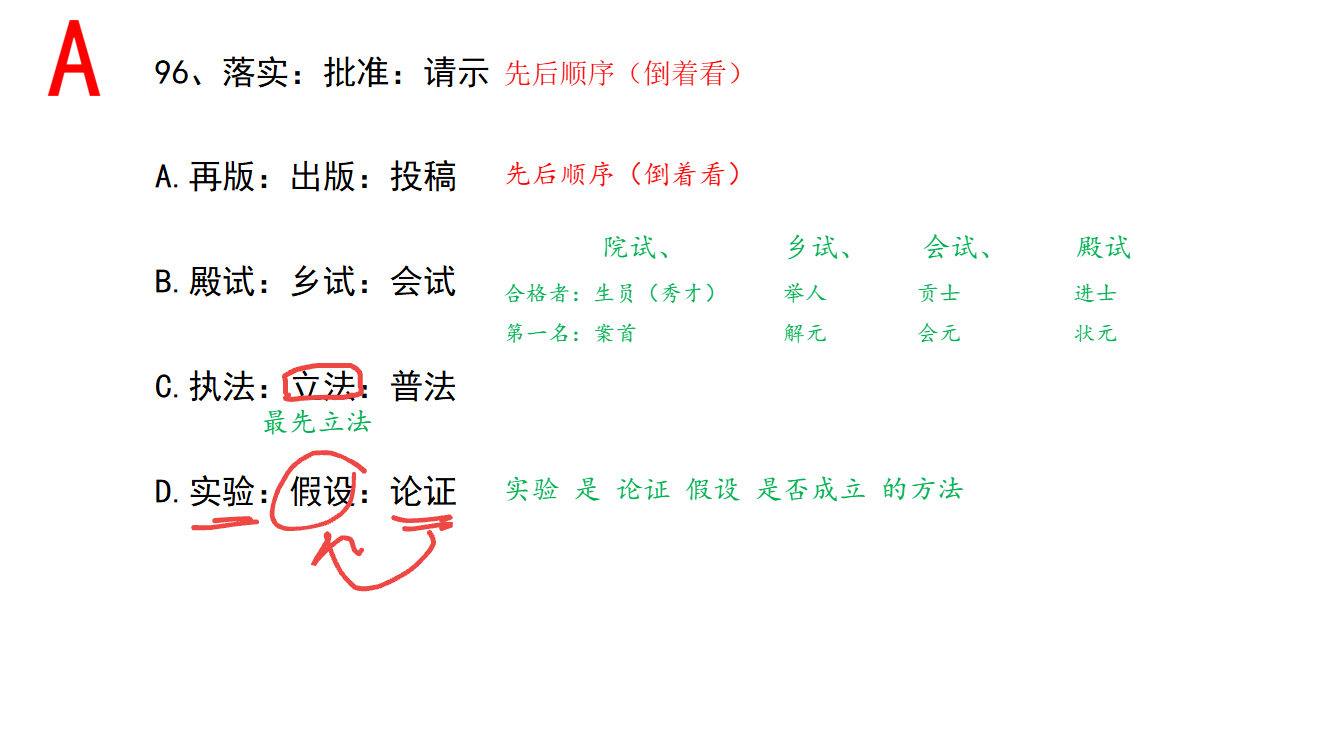 A
96、落实：批准：请示 先后顺序（倒着看）
A.再版：出版：投稿 先后顺序（倒着看）
院试、 乡试、 会试、 殿试
B.殿试：乡试：会试 合格者：生员（秀才） 举人 贡士 进士
第一名：案首 解元 会元 状元
C.执法：立法：普法
最先立法
D.实验：假设：论证 实验 是 论证 假设 是否成立 的方法